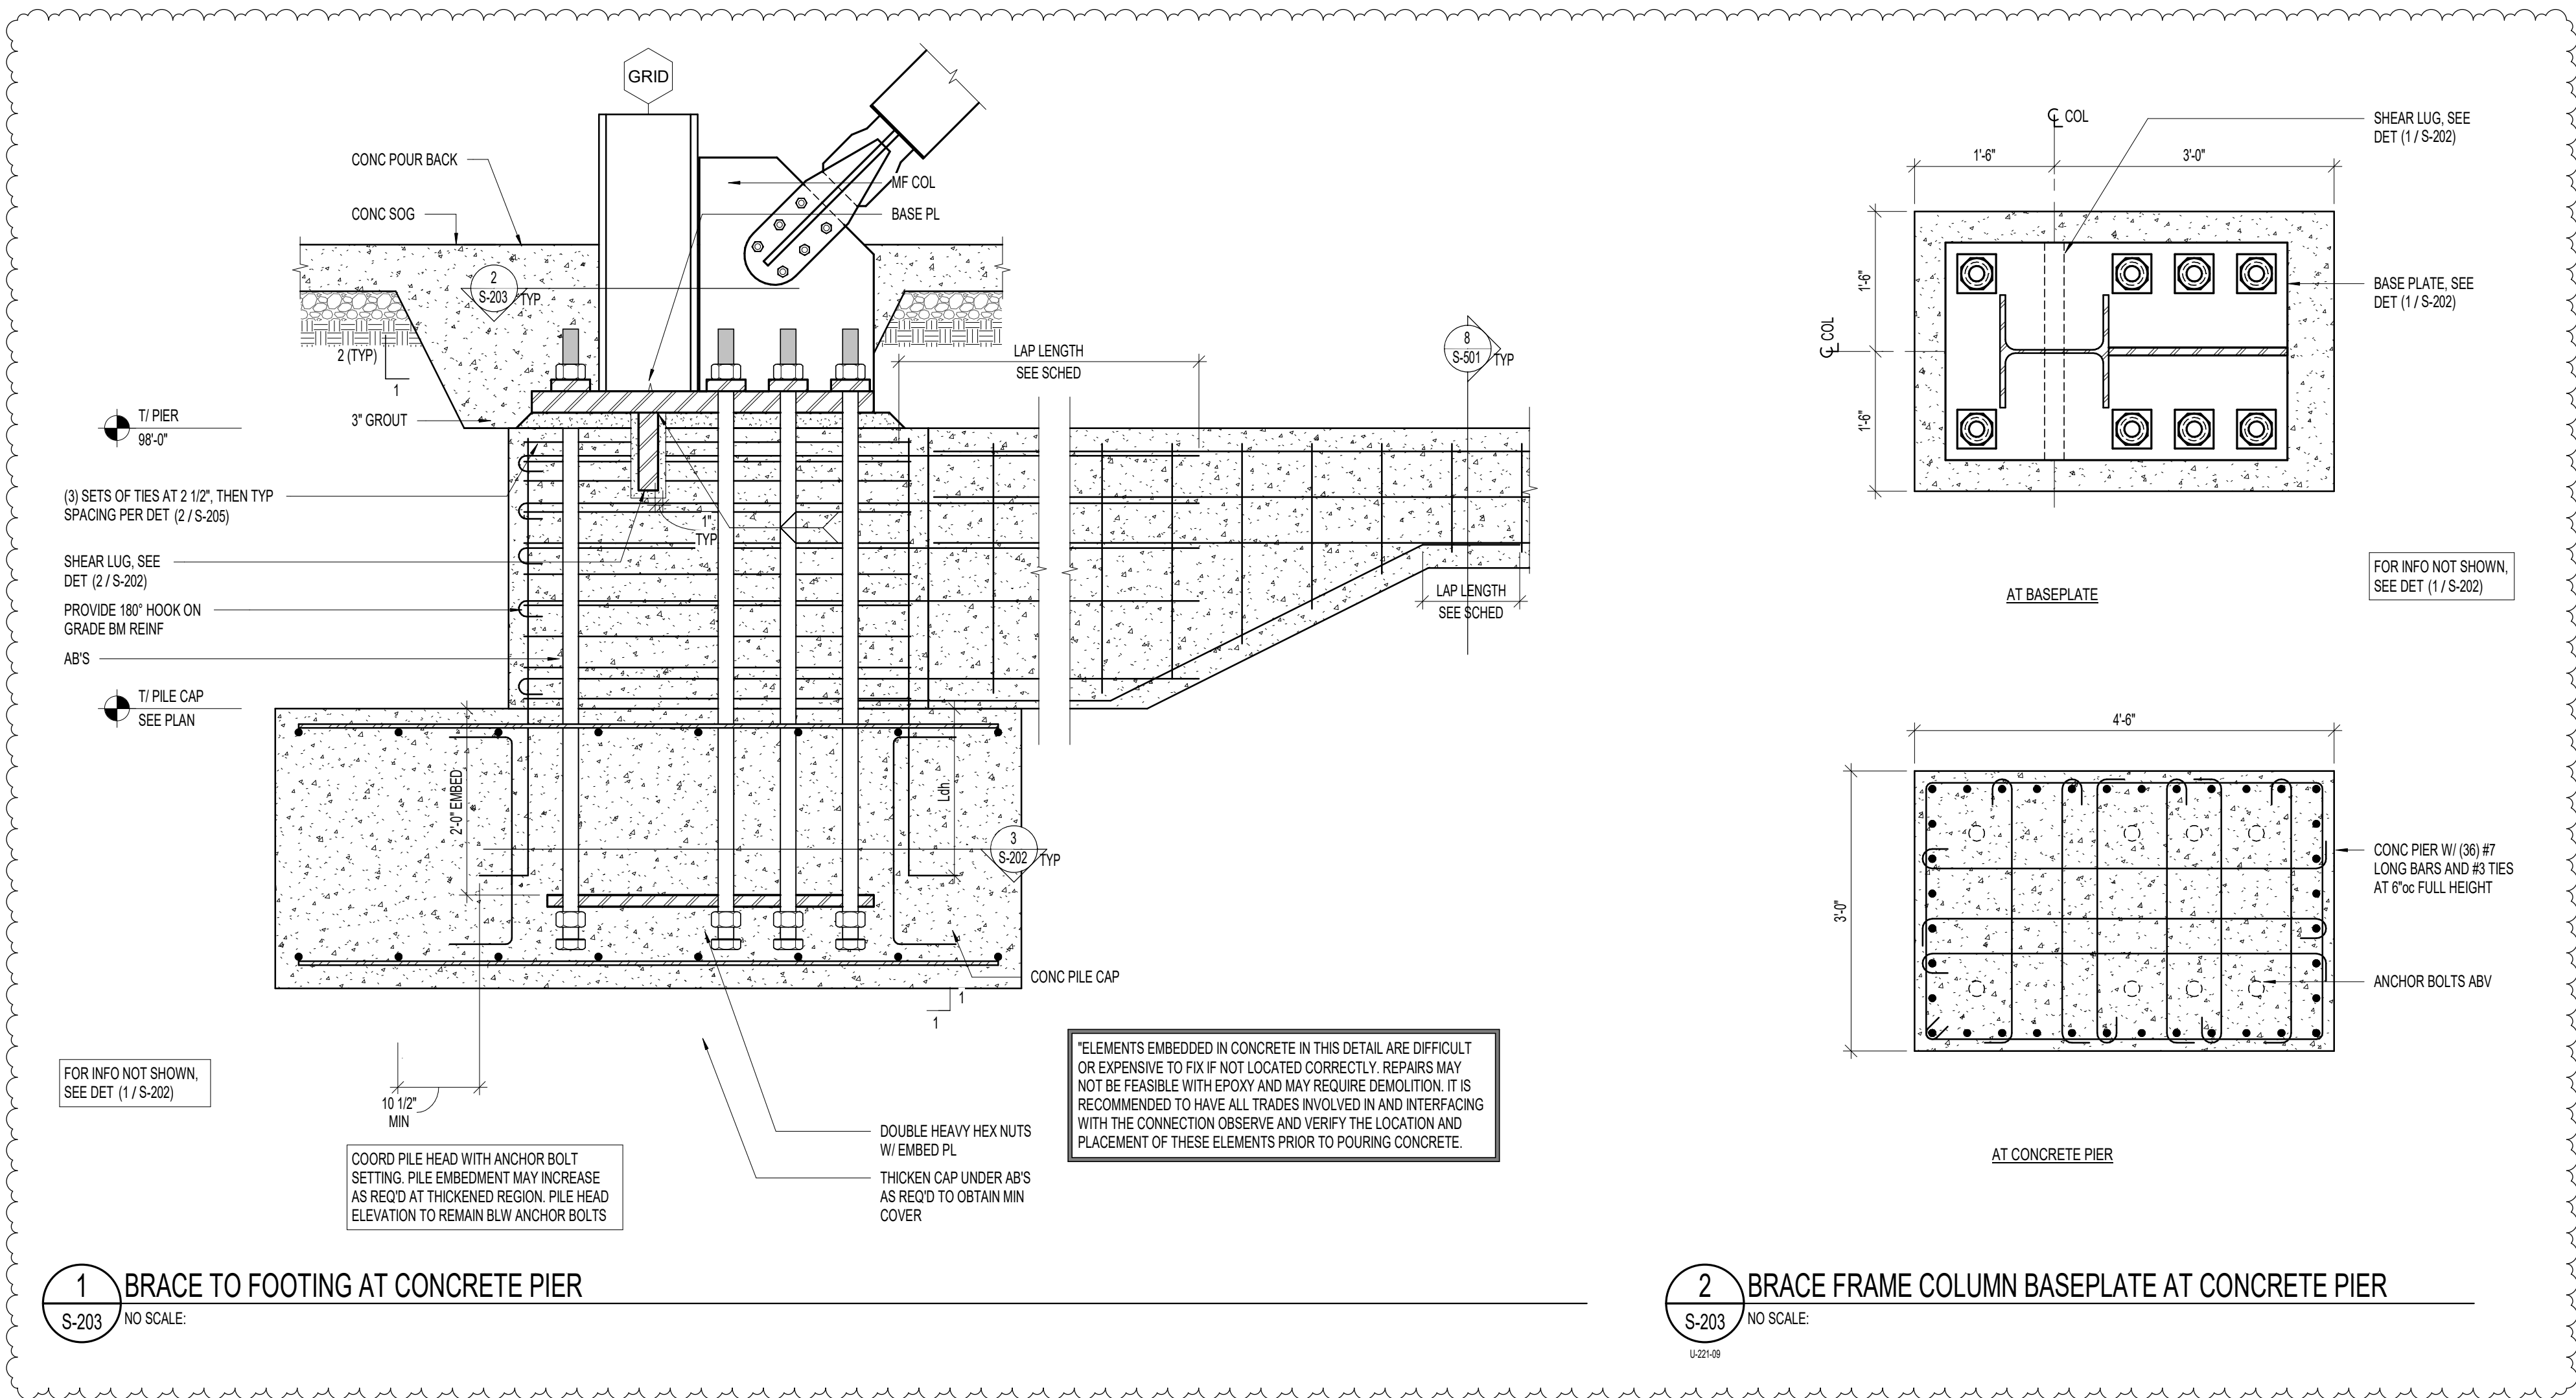 GRID
CONC POUR BACK
CONC SOG
MF COL
BASE PL
2
S-203
TYP
2 (TYP)
1
3" GROUT
T/ PIER
98'-0"
LAP LENGTH
SEE SCHED
8
S-501
TYP
(3) SETS OF TIES AT 2 1/2", THEN TYP
SPACING PER DET (2 / S-205)
1"
TYP
SHEAR LUG, SEE
DET (2 / S-202)
PROVIDE 180° HOOK ON
GRADE BM REINF
AB'S
T/ PILE CAP
SEE PLAN
LAP LENGTH
SEE SCHED
2'-0" EMBED
Ldh
3
S-202
TYP
CONC PILE CAP
1
1
FOR INFO NOT SHOWN,
SEE DET (1 / S-202)
10 1/2"
MIN
COORD PILE HEAD WITH ANCHOR BOLT
SETTING. PILE EMBEDMENT MAY INCREASE
AS REQ'D AT THICKENED REGION. PILE HEAD
ELEVATION TO REMAIN BLW ANCHOR BOLTS
DOUBLE HEAVY HEX NUTS
W/ EMBED PL
THICKEN CAP UNDER AB'S
AS REQ'D TO OBTAIN MIN
COVER
"ELEMENTS EMBEDDED IN CONCRETE IN THIS DETAIL ARE DIFFICULT
OR EXPENSIVE TO FIX IF NOT LOCATED CORRECTLY. REPAIRS MAY
NOT BE FEASIBLE WITH EPOXY AND MAY REQUIRE DEMOLITION. IT IS
RECOMMENDED TO HAVE ALL TRADES INVOLVED IN AND INTERFACING
WITH THE CONNECTION OBSERVE AND VERIFY THE LOCATION AND
PLACEMENT OF THESE ELEMENTS PRIOR TO POURING CONCRETE.
1
S-203
BRACE TO FOOTING AT CONCRETE PIER
NO SCALE:
COL
1'-6"
3'-0"
SHEAR LUG, SEE
DET (1 / S-202)
1'-6"
BASE PLATE, SEE
DET (1 / S-202)
COL
1'-6"
AT BASEPLATE
FOR INFO NOT SHOWN,
SEE DET (1 / S-202)
4'-6"
3'-0"
CONC PIER W/ (36) #7
LONG BARS AND #3 TIES
AT 6"oc FULL HEIGHT
ANCHOR BOLTS ABV
AT CONCRETE PIER
2
S-203
BRACE FRAME COLUMN BASEPLATE AT CONCRETE PIER
NO SCALE:
U-221-09